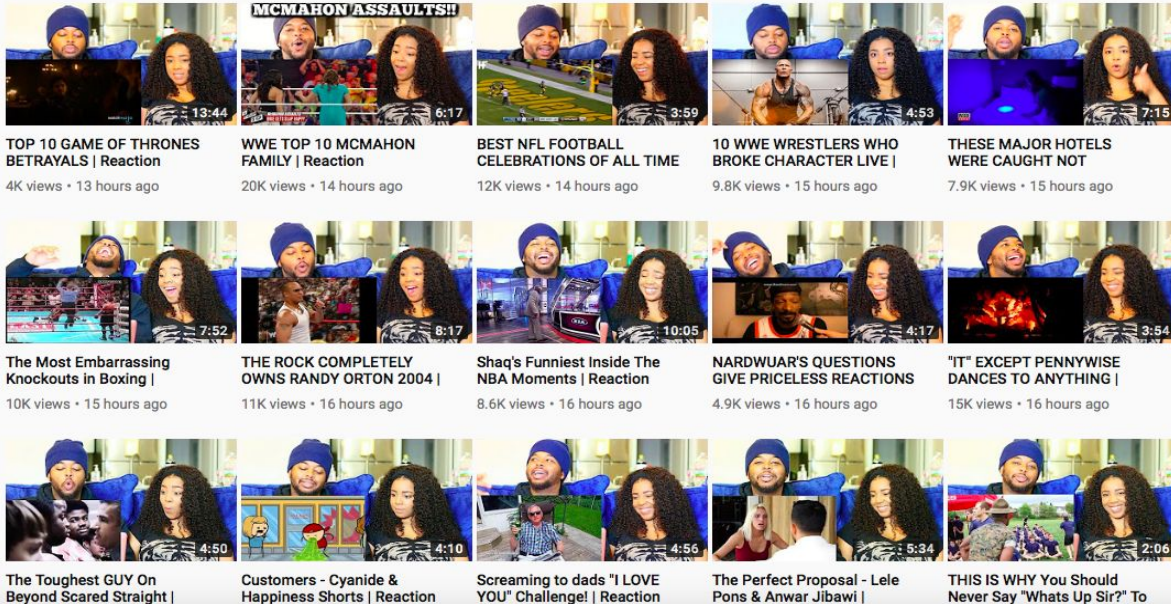 MCMAHON ASSAULTS!!
13:44
6:17
3:59
4:53
7:15
TOP 10 GAME OF THRONES
BETRAYALS | Reaction
4K views • 13 hours ago
WWE TOP 10 MCMAHON
FAMILY | Reaction
20K views • 14 hours ago
BEST NFL FOOTBALL
CELEBRATIONS OF ALL TIME
12K views • 14 hours ago
10 WWE WRESTLERS WHO
BROKE CHARACTER LIVE |
9.8K views • 15 hours ago
THESE MAJOR HOTELS
WERE CAUGHT NOT
7.9K views • 15 hours ago
7:52
8:17
10:05
4:17
3:54
The Most Embarrassing
Knockouts in Boxing |
10K views • 15 hours ago
THE ROCK COMPLETELY
OWNS RANDY ORTON 2004 |
11K views • 16 hours ago
Shaq's Funniest Inside The
NBA Moments | Reaction
8.6K views • 16 hours ago
NARDWUAR'S QUESTIONS
GIVE PRICELESS REACTIONS
4.9K views • 16 hours ago
"IT" EXCEPT PENNYWISE
DANCES TO ANYTHING |
15K views • 16 hours ago
4:50
4:10
4:56
5:34
2:06
The Toughest GUY On
Beyond Scared Straight |
Customers - Cyanide &
Happiness Shorts | Reaction
Screaming to dads "I LOVE
YOU" Challenge! | Reaction
The Perfect Proposal - Lele
Pons & Anwar Jibawi |
THIS IS WHY You Should
Never Say "Whats Up Sir?" To